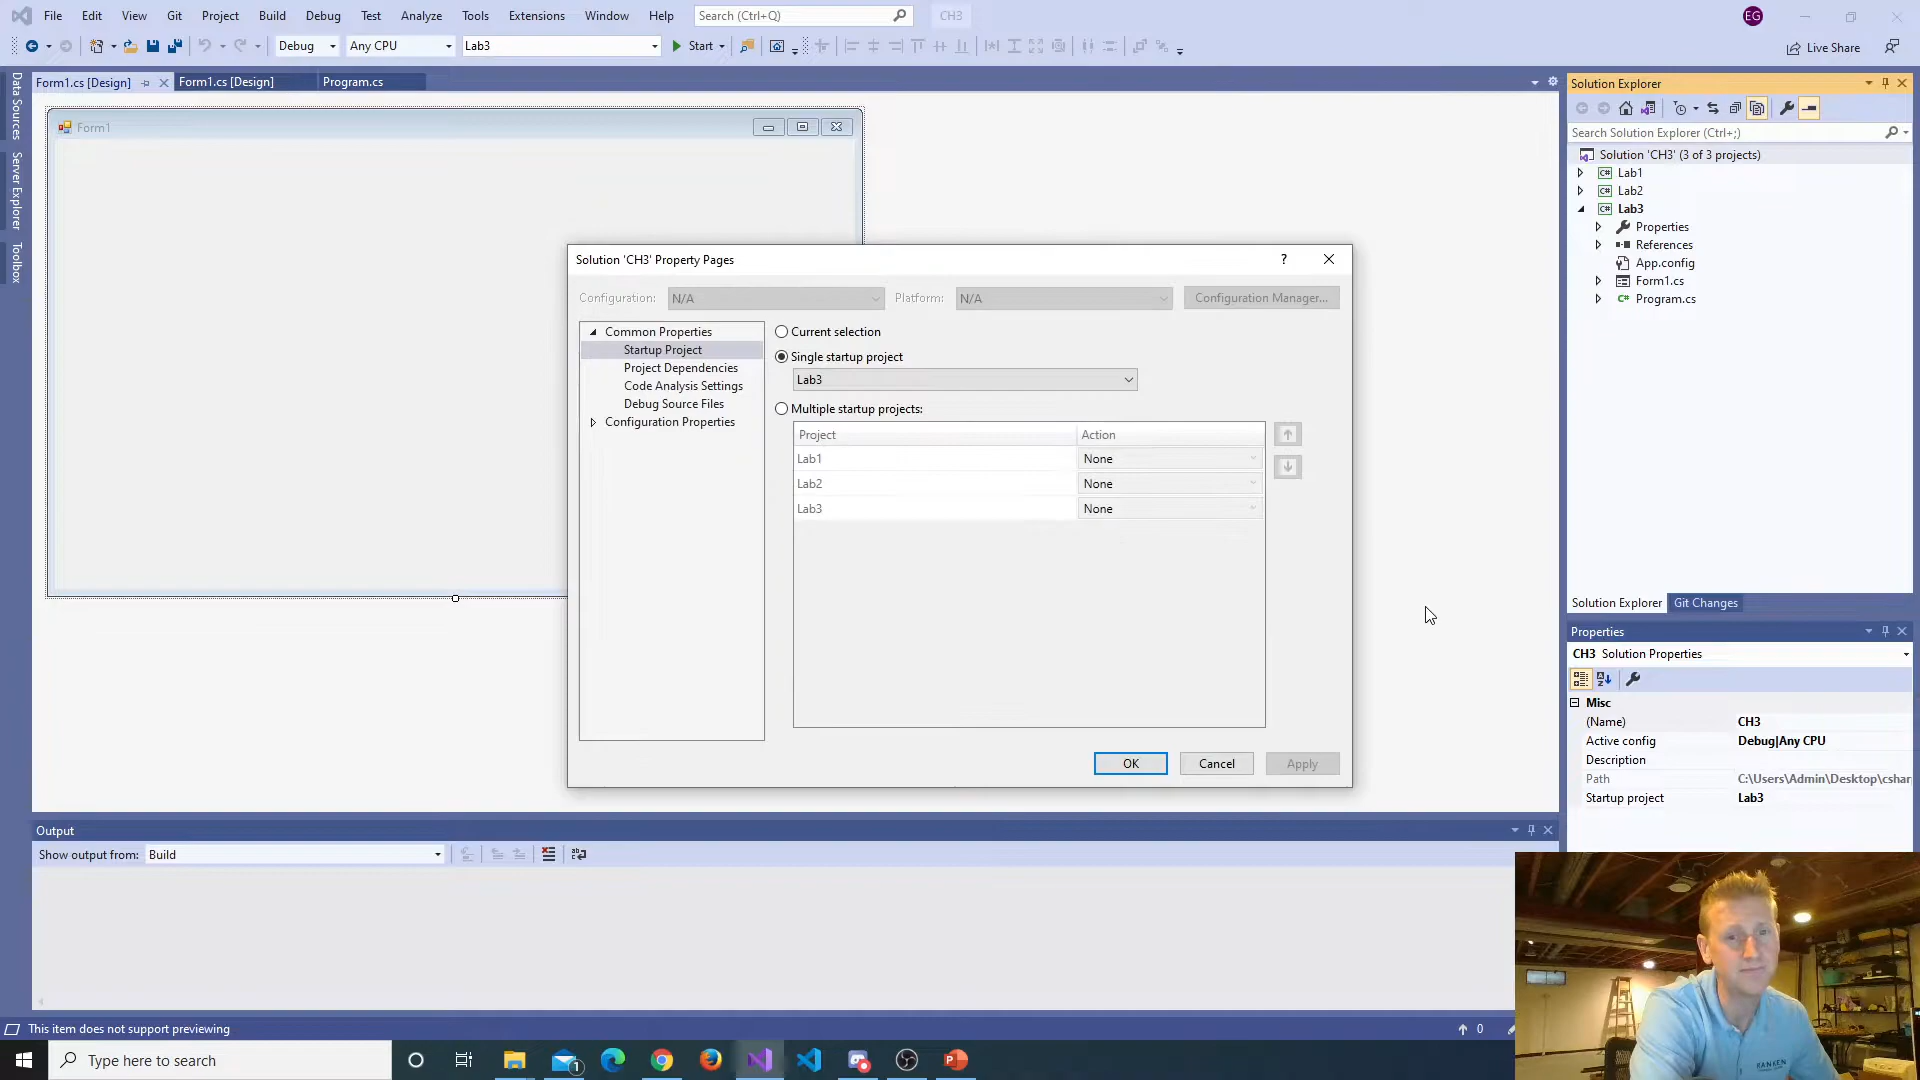 File Edit View Git Project Build Debug Test Analyze Tools Extensions Window Help Search (Ctrl+Q) CH3 EG
Debug Any CPU Lab3 Start Live Share
Form1.cs [Design] Form1.cs [Design] Program.cs
Data Sources
Server Explorer
Toolbox
Form1
Solution 'CH3' Property Pages ?
Configuration: N/A Platform: N/A Configuration Manager...
Common Properties
Startup Project
Project Dependencies
Code Analysis Settings
Debug Source Files
Configuration Properties
Current selection
Single startup project
Lab3
Multiple startup projects:
Project Action
Lab1 None
Lab2 None
Lab3 None
OK Cancel Apply
Solution Explorer
Search Solution Explorer (Ctrl+;)
Solution 'CH3' (3 of 3 projects)
C# Lab1
C# Lab2
C# Lab3
Properties
References
App.config
Form1.cs
C# Program.cs
Solution Explorer Git Changes
Properties
CH3 Solution Properties
Misc
(Name) CH3
Active config Debug|Any CPU
Description
Path C:\Users\Admin\Desktop\cshar
Startup project Lab3
Output
Show output from: Build
This item does not support previewing 0
Type here to search 1
RANKEN